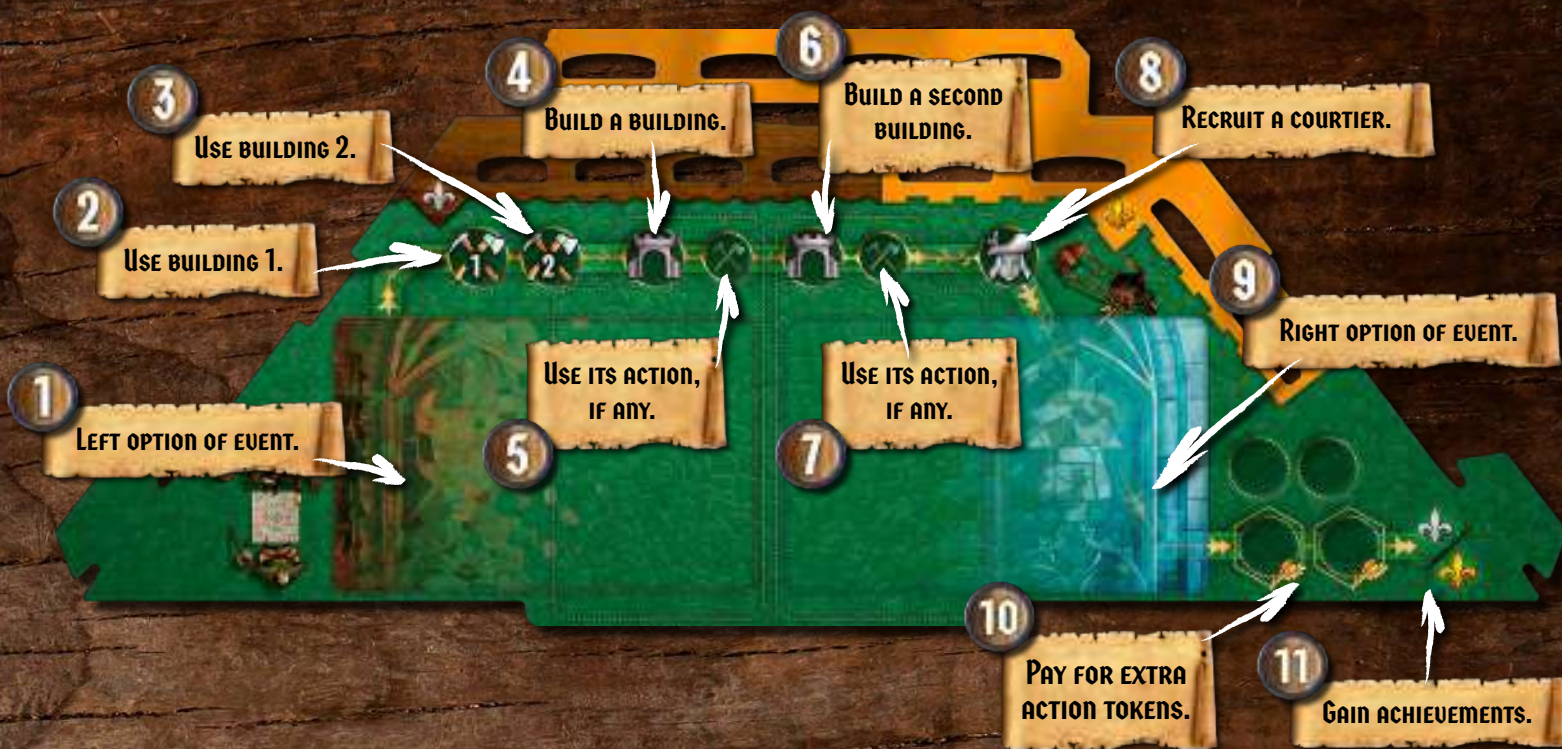 1
Left option of event.
2
Use building 1.
3
Use building 2.
4
Build a building.
5
Use its action,
if any.
6
Build a second
building.
7
Use its action,
if any.
8
Recruit a courtier.
9
Right option of event.
10
Pay for extra
action tokens.
11
Gain achievements.
1
2